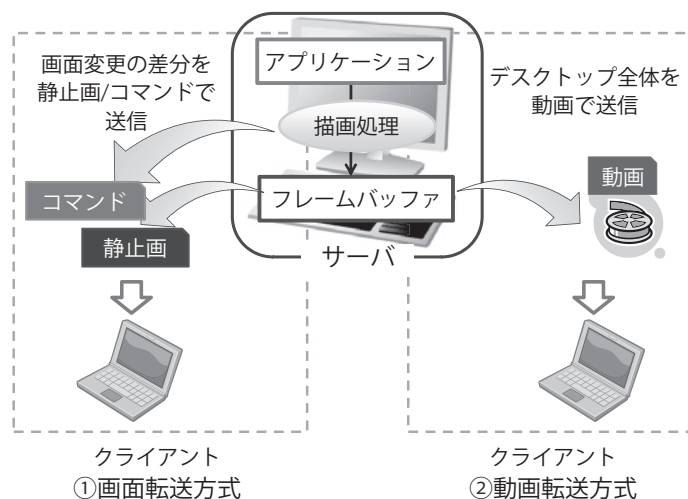 画面変更の差分を
静止画/コマンドで
送信
アプリケーション
描画処理
フレームバッファ
サーバ
デスクトップ全体を
動画で送信
コマンド
静止画
動画
クライアント
①画面転送方式
クライアント
②動画転送方式